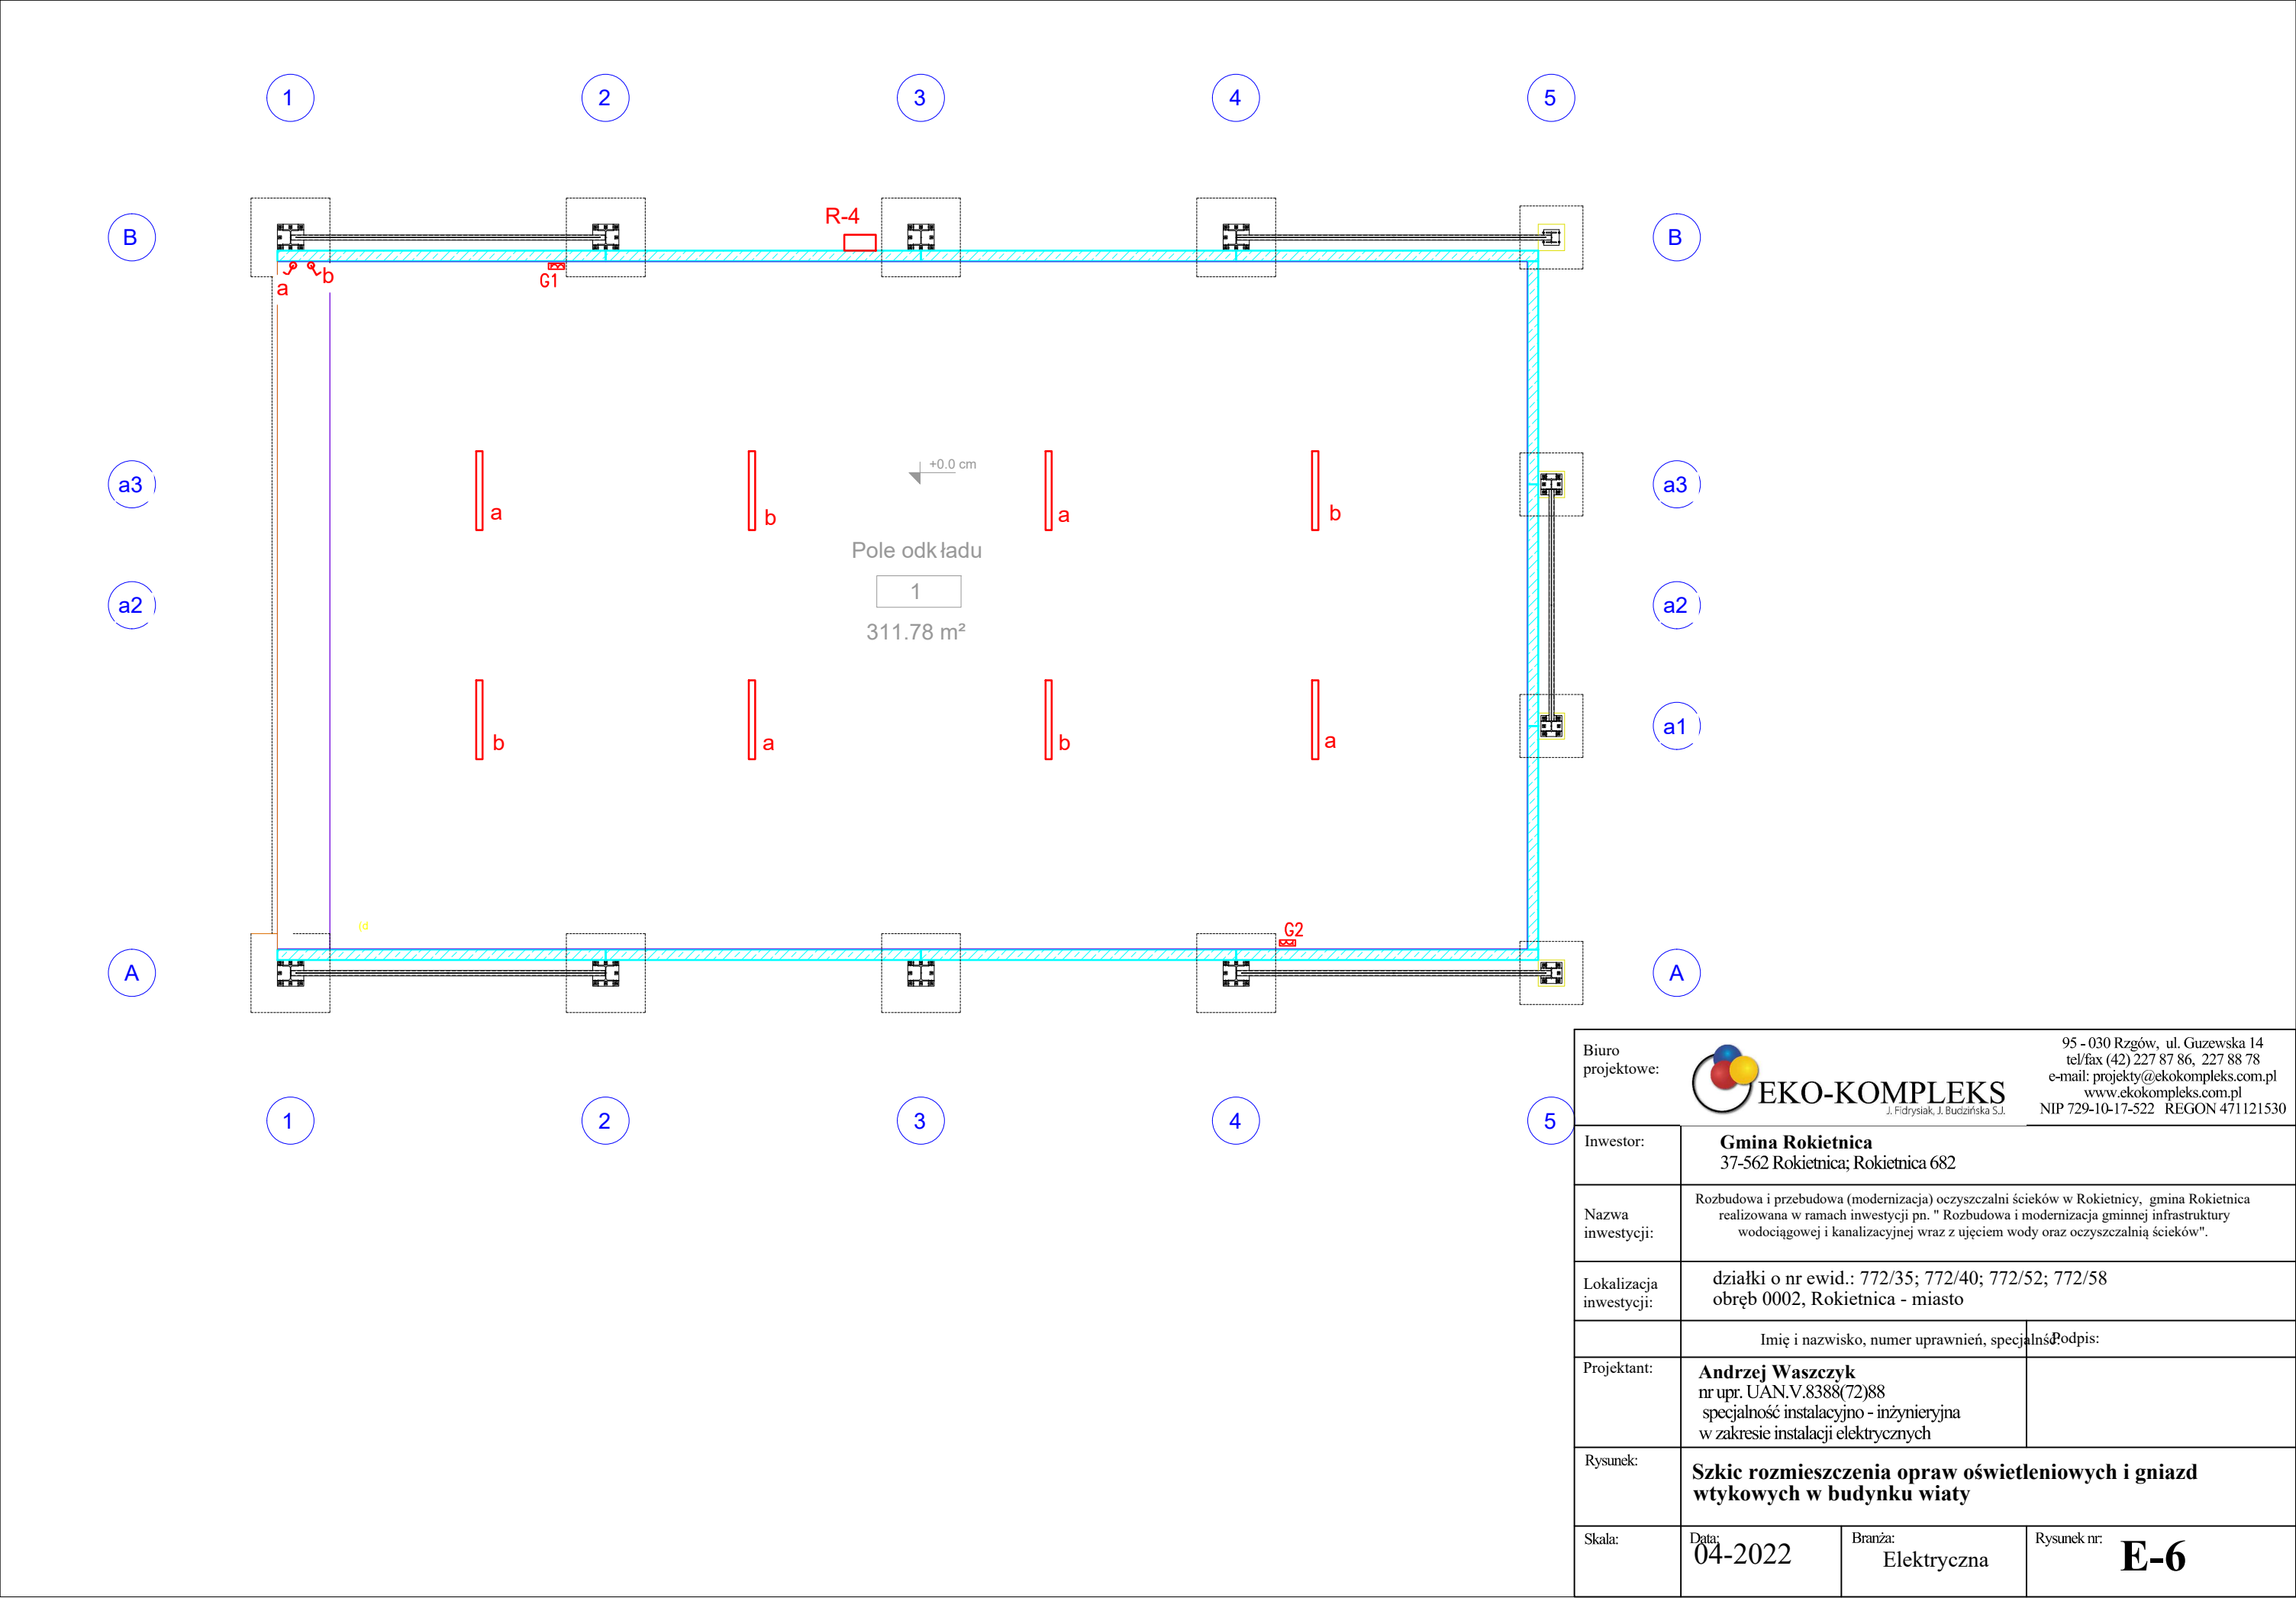 1 2 3 4 5
R-4
B B
a b G1
a3 a3
+0.0 cm
a b a b
Pole odkładu
1
a2 a2
311.78 m²
a1
b a b a
G2
A A
1 2 3 4 5
Biuro
projektowe:
EKO-KOMPLEKS
J. Fidrysiak, J. Budzińska S.J.
95 - 030 Rzgów, ul. Guzewska 14
tel/fax (42) 227 87 86, 227 88 78
e-mail: projekty@ekokompleks.com.pl
www.ekokompleks.com.pl
NIP 729-10-17-522 REGON 471121530
Inwestor:
Gmina Rokietnica
37-562 Rokietnica; Rokietnica 682
Nazwa
inwestycji:
Rozbudowa i przebudowa (modernizacja) oczyszczalni ścieków w Rokietnicy, gmina Rokietnica
realizowana w ramach inwestycji pn. " Rozbudowa i modernizacja gminnej infrastruktury
wodociągowej i kanalizacyjnej wraz z ujęciem wody oraz oczyszczalnią ścieków".
Lokalizacja
inwestycji:
działki o nr ewid.: 772/35; 772/40; 772/52; 772/58
obręb 0002, Rokietnica - miasto
Imię i nazwisko, numer uprawnień, specjalnść: Podpis:
Projektant:
Andrzej Waszczyk
nr upr. UAN.V.8388(72)88
specjalność instalacyjno - inżynieryjna
w zakresie instalacji elektrycznych
Rysunek:
Szkic rozmieszczenia opraw oświetleniowych i gniazd
wtykowych w budynku wiaty
Skala:
Data:
04-2022
Branża:
Elektryczna
Rysunek nr:
E-6